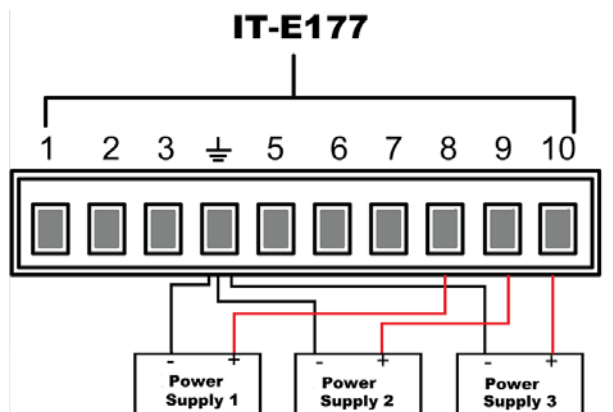 IT-E177
1 2 3 5 6 7 8 9 10
- + - + - +
Power Power Power
Supply 1 Supply 2 Supply 3